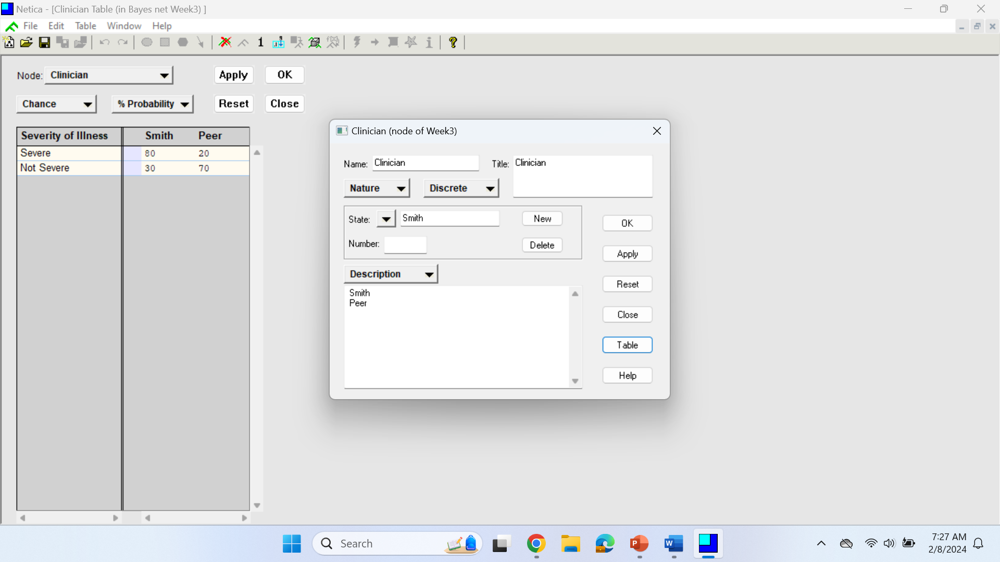 Netica - [Clinician Table (in Bayes net Week3) ]
File Edit Table Window Help
1 f(x) i ?
Node: Clinician Apply OK
Chance % Probability Reset Close
Severity of Illness Smith Peer
Severe 80 20
Not Severe 30 70
Clinician (node of Week3)
Name: Clinician Title: Clinician
Nature Discrete
State: Smith New
Number: Delete
OK
Apply
Reset
Close
Table
Help
Description
Smith
Peer
Search
P
W
7:27 AM
2/8/2024